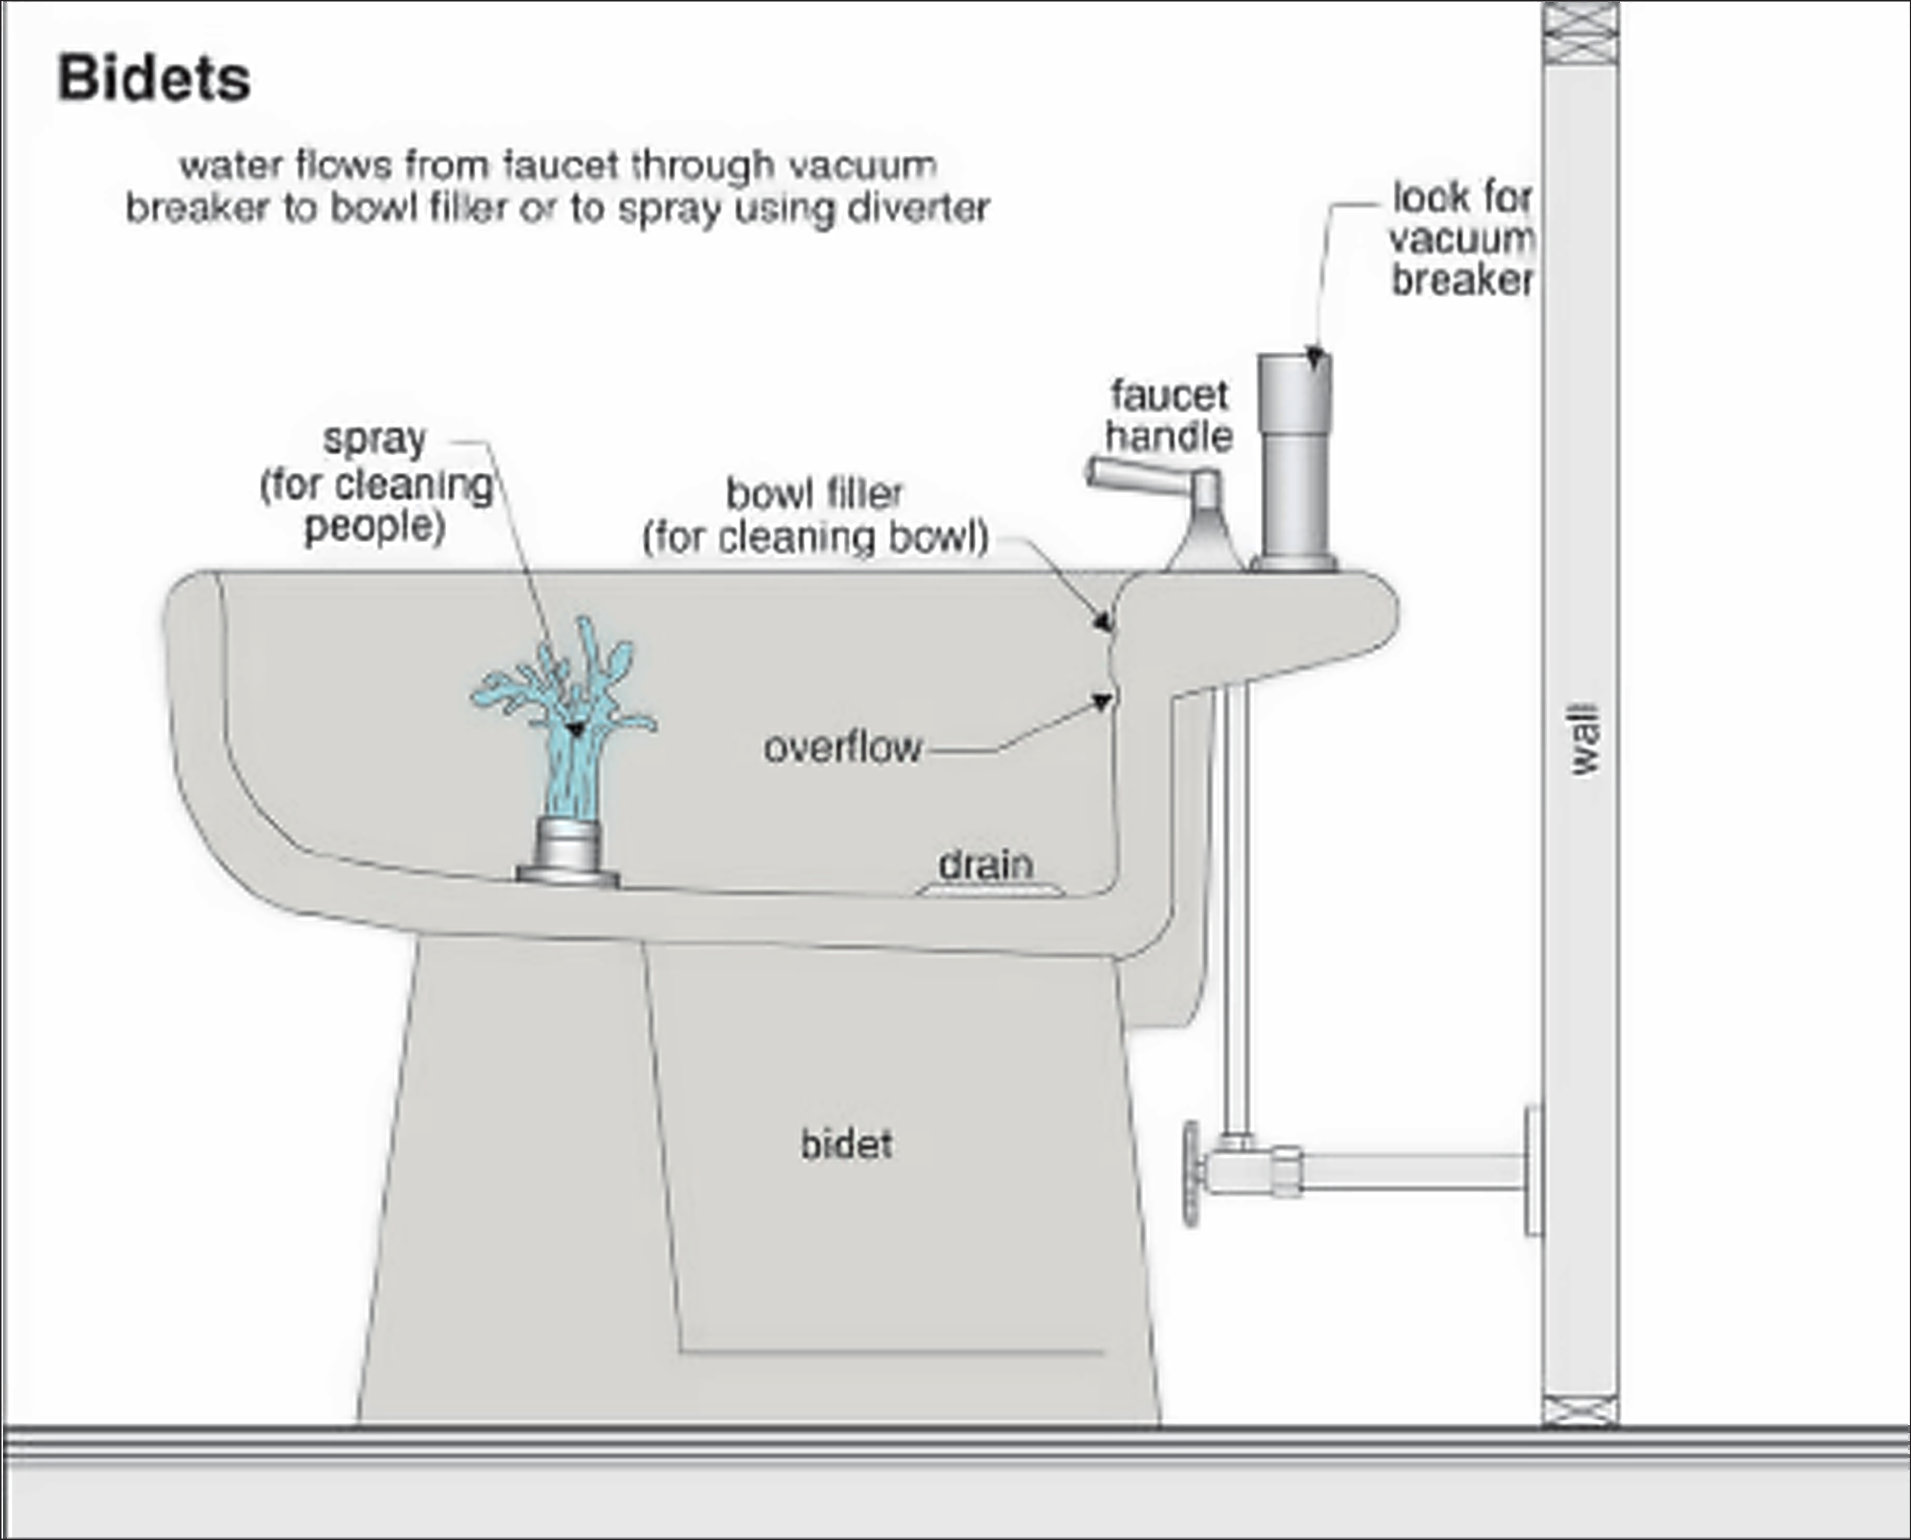 Bidets
water flows from faucet through vacuum
breaker to bowl filler or to spray using diverter
look for
vacuum
breaker
faucet
handle
spray
(for cleaning
people)
bowl filler
(for cleaning bowl)
overflow
wall
drain
bidet